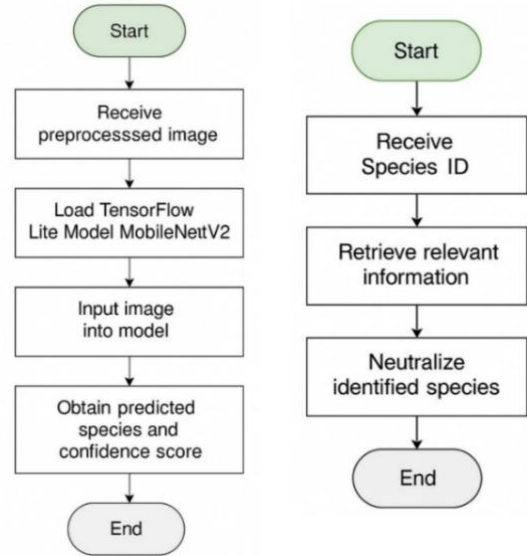 Start
Receive
preprocesssed image
Load TensorFlow
Lite Model MobileNettV2
Input image
into model
Obtain predicted
species and
confidence score
End
Start
Receive
Species ID
Retrieve relevant
information
Neutralize
identified species
End